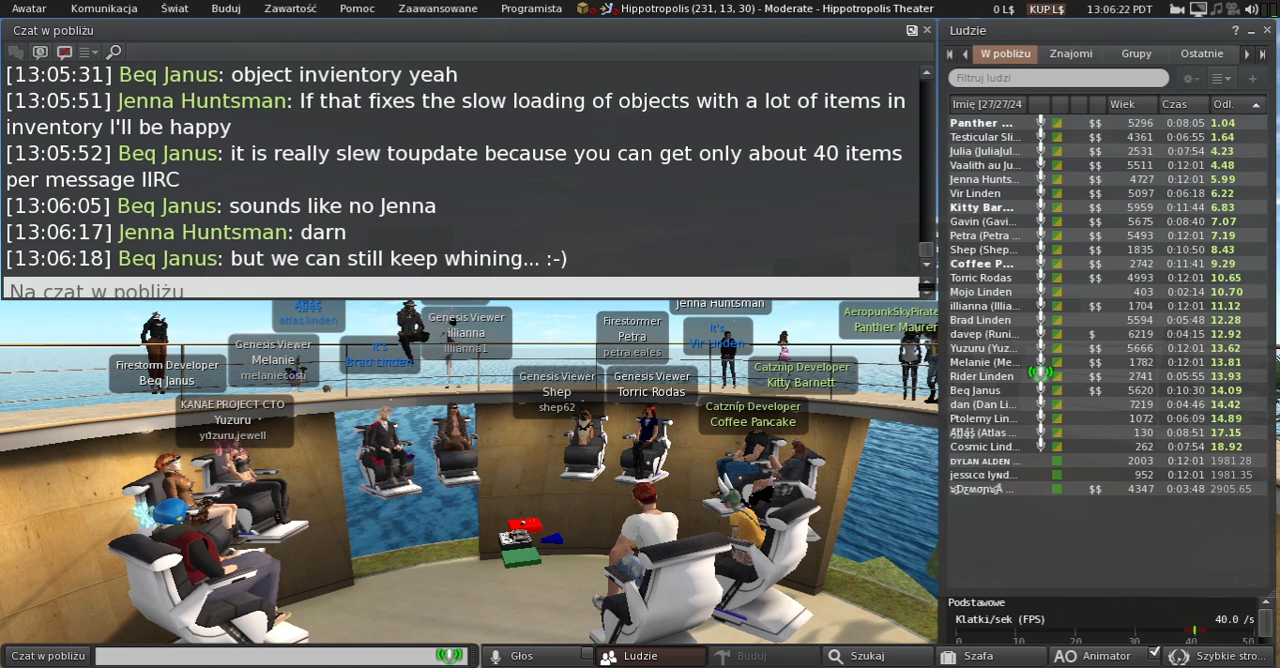 Awatar Komunikacja Świat Buduj Zawartość Pomoc Zaawansowane Programista Hippotropolis (231, 13, 30) - Moderate - Hippotropolis Theater 0 L$ KUP L$ 13:06:22 PDT
Czat w pobliżu
[13:05:31] Beq Janus: object invientory yeah
[13:05:51] Jenna Huntsman: If that fixes the slow loading of objects with a lot of items in
inventory I'll be happy
[13:05:52] Beq Janus: it is really slew toupdate because you can get only about 40 items
per message IIRC
[13:06:05] Beq Janus: sounds like no Jenna
[13:06:17] Jenna Huntsman: darn
[13:06:18] Beq Janus: but we can still keep whining... :-)
Na czat w pobliżu
atlas.linden
Genesis Viewer
illianna
illianna1
Jenna Huntsman
AeropunkSkyPirate
Panther Maurer
Firestormer
Petra
petra.eales
It's
Vir Linden
Genesis Viewer
Melanie
melaniecosti
It's
Brad Linden
Firestorm Developer
Beq Janus
Genesis Viewer
Shep
shep62
Genesis Viewer
Torric Rodas
Catznip Developer
Kitty Barnett
KANAE PROJECT CTO
Yuzuru
yuzuru.jewell
Catznip Developer
Coffee Pancake
Ludzie
? _ ×
W pobliżu Znajomi Grupy Ostatnie
Filtruj ludzi
Imię [27/27/24 Wiek Czas Odl.
Panther ... $$ 5296 0:08:05 1.04
Testicular Sli... $$ 4361 0:06:55 1.64
Julia (JuliaJul... $$ 2531 0:07:54 4.23
Vaalith au Ju... $$ 5511 0:12:01 4.48
Jenna Hunts... $$ 4727 0:12:01 5.99
Vir Linden $$ 5097 0:06:18 6.22
Kitty Bar... $$ 5959 0:11:44 6.83
Gavin (Gavi... $$ 5675 0:08:40 7.07
Petra (Petra ... $$ 5493 0:12:01 7.19
Shep (Shep... $$ 1835 0:10:50 8.43
Coffee P... $$ 2742 0:11:41 9.29
Torric Rodas $$ 4993 0:12:01 10.65
Mojo Linden 403 0:02:14 10.70
illianna (Illia... $$ 1704 0:12:01 11.12
Brad Linden 5594 0:05:48 12.28
davep (Runi... $ 6219 0:04:15 12.92
Yuzuru (Yuz... $$ 5666 0:12:01 13.62
Melanie (Me... $$ 1782 0:12:01 13.81
Rider Linden $$ 2741 0:05:55 13.93
Beq Janus $$ 5620 0:10:30 14.09
dan (Dan Li... 7219 0:04:46 14.42
Ptolemy Lin... 1072 0:06:09 14.89
(Atlas ... 130 0:08:51 17.15
Cosmic Lind... 262 0:07:54 18.92
DYLAN ALDEN ... 2003 0:12:01 1981.28
jessica lynd... 952 0:12:01 1981.35
$$ 4347 0:03:48 2905.65
Podstawowe
Klatki/sek (FPS) 40.0 /s
0 10 20 30 40 50
Czat w pobliżu Głos Ludzie Buduj Szukaj Szafa AO Animator Szybkie stro...